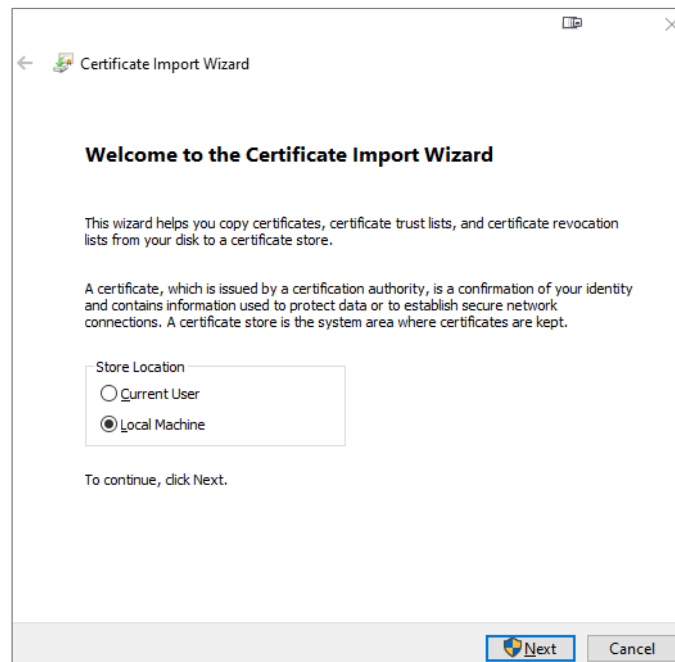 Certificate Import Wizard
Welcome to the Certificate Import Wizard
This wizard helps you copy certificates, certificate trust lists, and certificate revocation
lists from your disk to a certificate store.
A certificate, which is issued by a certification authority, is a confirmation of your identity
and contains information used to protect data or to establish secure network
connections. A certificate store is the system area where certificates are kept.
Store Location
Current User
Local Machine
To continue, click Next.
Next Cancel